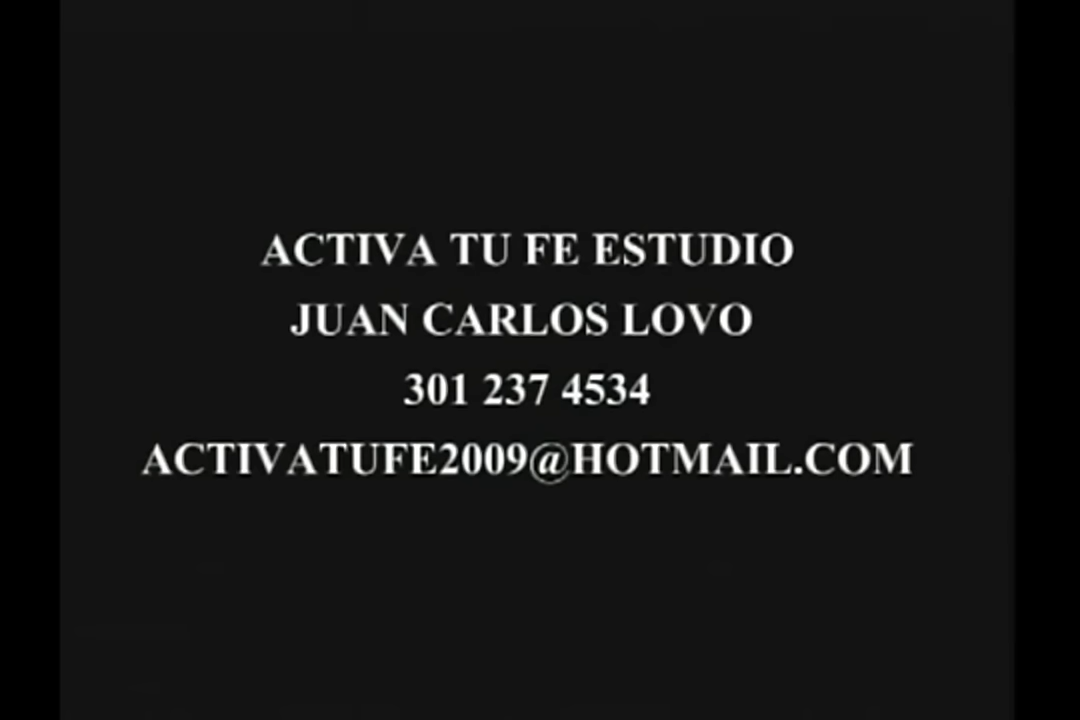 ACTIVA TU FE ESTUDIO
JUAN CARLOS LOVO
301 237 4534
ACTIVATUFE2009@HOTMAIL.COM